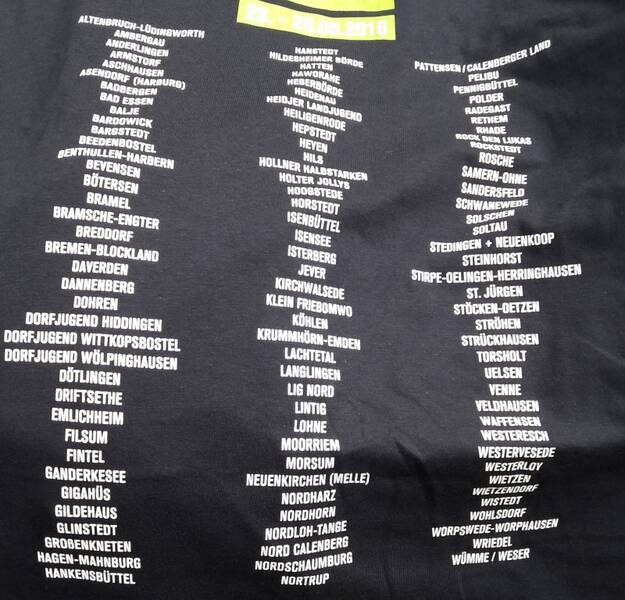 23. - 26.05.2019
ALTENBRUCH-LÜDINGWORTH
AMBERGAU
ANDERLINGEN
ARMSTORF
ASCHHAUSEN
ASENDORF (HARBURG)
BADBERGEN
BAD ESSEN
BALJE
BARDOWICK
BARGSTEDT
BEEDENBOSTEL
BENTHULLEN-HARBERN
BEVENSEN
BÖTERSEN
BRAMEL
BRAMSCHE-ENGTER
BREDDORF
BREMEN-BLOCKLAND
DAVERDEN
DANNENBERG
DOHREN
DORFJUGEND HIDDINGEN
DORFJUGEND WITTKOPSBOSTEL
DORFJUGEND WÖLPINGHAUSEN
DÖTLINGEN
DRIFTSETHE
EMLICHHEIM
FILSUM
FINTEL
GANDERKESEE
GIGAHÜS
GILDEHAUS
GLINSTEDT
GROßENKNETEN
HAGEN-MAHNBURG
HANKENSBÜTTEL
HANSTEDT
HILDESHEIMER BÖRDE
HATTEN
HAWORAHE
HEBERBÖRDE
HEIDENAU
HEIDJER LANDJUGEND
HEILIGENRODE
HEPSTEDT
HEYEN
HILS
HOLLNER HALBSTARKEN
HOLTER JOLLYS
HOOGSTEDE
HORSTEDT
ISENBÜTTEL
ISENSEE
ISTERBERG
JEVER
KIRCHWALSEDE
KLEIN FRIEBOMWO
KÖHLEN
KRUMMHÖRN-EMDEN
LACHTETAL
LANGLINGEN
LIG NORD
LINTIG
LOHNE
MOORRIEM
MORSUM
NEUENKIRCHEN (MELLE)
NORDHARZ
NORDHORN
NORDLOH-TANGE
NORD CALENBERG
NORDSCHAUMBURG
NORTRUP
PATTENSEN / CALENBERGER LAND
PELIBU
PENNIGBÜTTEL
POLDER
RADEGAST
RETHEM
RHADE
ROCK DEN LUKAS
ROCKSTEDT
ROSCHE
SAMERN-OHNE
SANDERSFELD
SCHWANEWEDE
SOLSCHEN
SOLTAU
STEDINGEN + NEUENKOOP
STEINHORST
STIRPE-OELINGEN-HERRINGHAUSEN
ST. JÜRGEN
STÖCKEN-OETZEN
STRÖHEN
STRÜCKHAUSEN
TORSHOLT
UELSEN
VENNE
VELDHAUSEN
WAFFENSEN
WESTERESCH
WESTERVESEDE
WESTERLOY
WIETZEN
WIETZENDORF
WISTEDT
WOHLSDORF
WORPSWEDE-WORPHAUSEN
WRIEDEL
WÜMME / WESER